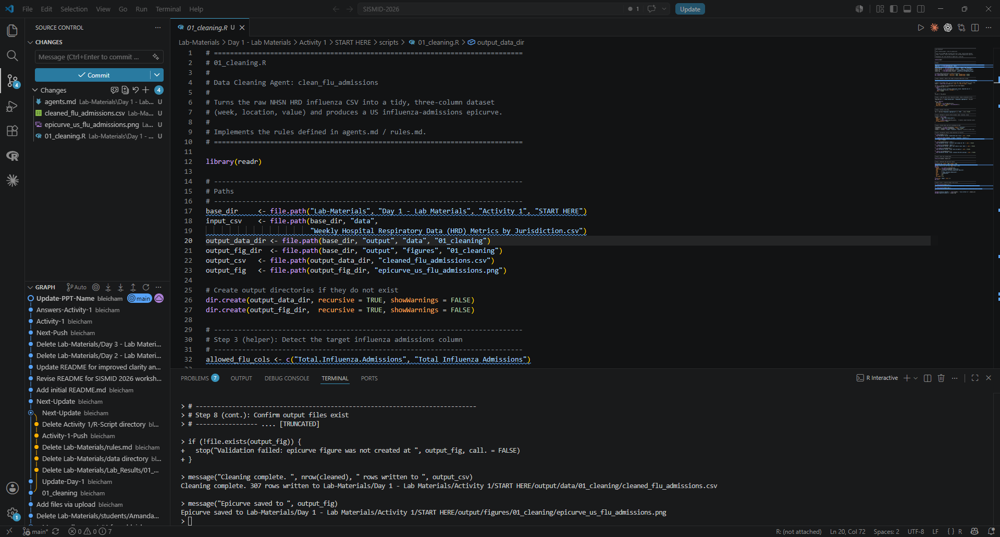 File Edit Selection View Go Run Terminal Help
SISMID-2026
1
Update
SOURCE CONTROL
CHANGES
Message (Ctrl+Enter to commit ...
Commit
Changes
4
agents.md Lab-Materials\Day 1 - Lab... U
cleaned_flu_admissions.csv Lab-Ma... U
epicurve_us_flu_admissions.png La... U
01_cleaning.R Lab-Materials\Day 1 - ... U
4
GRAPH
Auto
Update-PPT-Name bleicham main
Answers-Activity-1 bleicham
Activity-1 bleicham
Next-Push bleicham
Delete Lab-Materials/Day 3 - Lab Materi...
Delete Lab-Materials/Day 2 - Lab Materi...
Update README for improved clarity an...
Revise README for SISMID 2026 worksh...
Add initial README.md bleicham
Next-Update bleicham
Next-Update bleicham
Delete Activity 1/R-Script directory bl...
Activity-1-Push bleicham
Delete Lab-Materials/rules.md bleicham
Delete Lab-Materials/data directory bl...
Delete Lab-Materials/Lab_Results/01_...
Update-Day-1 bleicham
01_cleaning bleicham
Add files via upload bleicham
Delete Lab-Materials/students/Amanda...
1
01_cleaning.R U
Lab-Materials > Day 1 - Lab Materials > Activity 1 > START HERE > scripts > 01_cleaning.R > output_data_dir
1 # =============================================================================
2 # 01_cleaning.R
3 #
4 # Data Cleaning Agent: clean_flu_admissions
5 #
6 # Turns the raw NHSN HRD influenza CSV into a tidy, three-column dataset
7 # (week, location, value) and produces a US influenza-admissions epicurve.
8 #
9 # Implements the rules defined in agents.md / rules.md.
10 # =============================================================================
11
12 library(readr)
13
14 # -----------------------------------------------------------------------------
15 # Paths
16 # -----------------------------------------------------------------------------
17 base_dir     <- file.path("Lab-Materials", "Day 1 - Lab Materials", "Activity 1", "START HERE")
18 input_csv    <- file.path(base_dir, "data",
19                           "Weekly Hospital Respiratory Data (HRD) Metrics by Jurisdiction.csv")
20 output_data_dir <- file.path(base_dir, "output", "data", "01_cleaning")
21 output_fig_dir  <- file.path(base_dir, "output", "figures", "01_cleaning")
22 output_csv   <- file.path(output_data_dir, "cleaned_flu_admissions.csv")
23 output_fig   <- file.path(output_fig_dir, "epicurve_us_flu_admissions.png")
24
25 # Create output directories if they do not exist
26 dir.create(output_data_dir, recursive = TRUE, showWarnings = FALSE)
27 dir.create(output_fig_dir,  recursive = TRUE, showWarnings = FALSE)
28
29 # -----------------------------------------------------------------------------
30 # Step 3 (helper): Detect the target influenza admissions column
31 # -----------------------------------------------------------------------------
32 allowed_flu_cols <- c("Total.Influenza.Admissions", "Total Influenza Admissions")
PROBLEMS 7 OUTPUT DEBUG CONSOLE TERMINAL PORTS
R Interactive
> # -----------------------------------------------------------------------------
> # Step 8 (cont.): Confirm output files exist
> # ----------------- .... [TRUNCATED]
> if (!file.exists(output_fig)) {
+   stop("Validation failed: epicurve figure was not created at ", output_fig, call. = FALSE)
+ }
> message("Cleaning complete. ", nrow(cleaned), " rows written to ", output_csv)
Cleaning complete. 307 rows written to Lab-Materials/Day 1 - Lab Materials/Activity 1/START HERE/output/data/01_cleaning/cleaned_flu_admissions.csv
> message("Epicurve saved to ", output_fig)
Epicurve saved to Lab-Materials/Day 1 - Lab Materials/Activity 1/START HERE/output/figures/01_cleaning/epicurve_us_flu_admissions.png
>
main* 0 0 7
R: (not attached) Ln 20, Col 72 Spaces: 2 UTF-8 LF { } R